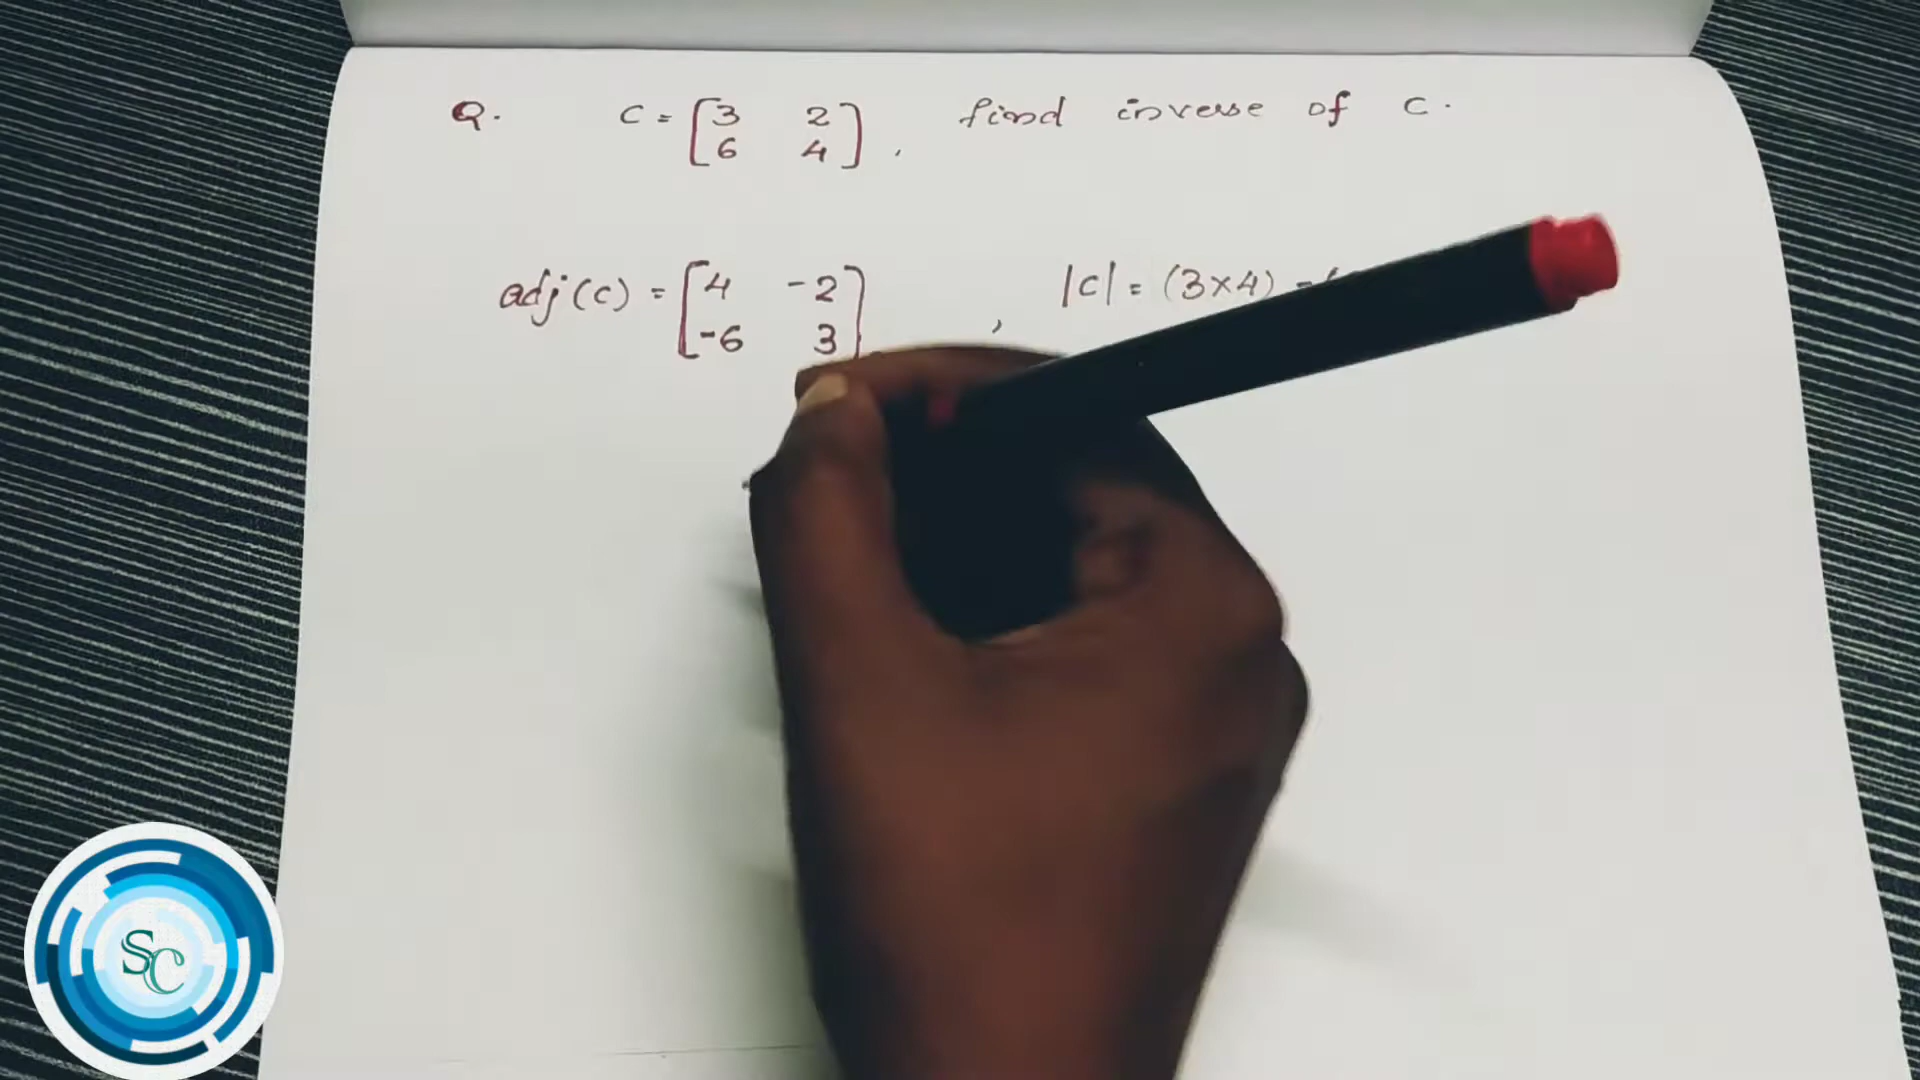 Q. C = [3 2
6 4], find inverse of C.
adj(C) = [4 -2
-6 3] , |C| = (3×4) -
SC